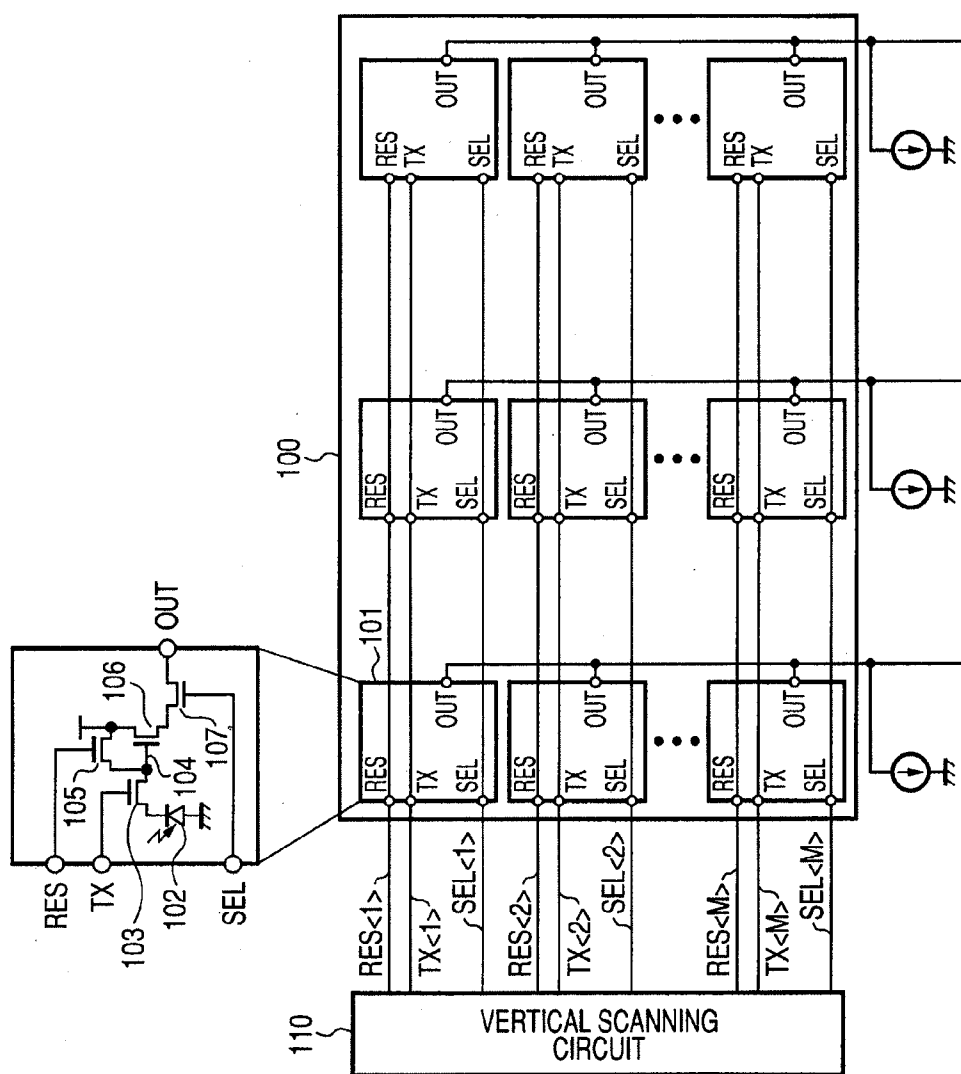 RES
TX
SEL
OUT
105
103
102
104
106
107
101
100
110
VERTICAL SCANNING
CIRCUIT
RES<1>
TX<1>
SEL<1>
RES<2>
TX<2>
SEL<2>
RES<M>
TX<M>
SEL<M>
RES
TX
SEL
OUT
RES
TX
SEL
OUT
RES
TX
SEL
OUT
RES
TX
SEL
OUT
RES
TX
SEL
OUT
RES
TX
SEL
OUT
RES
TX
SEL
OUT
RES
TX
SEL
OUT
RES
TX
SEL
OUT